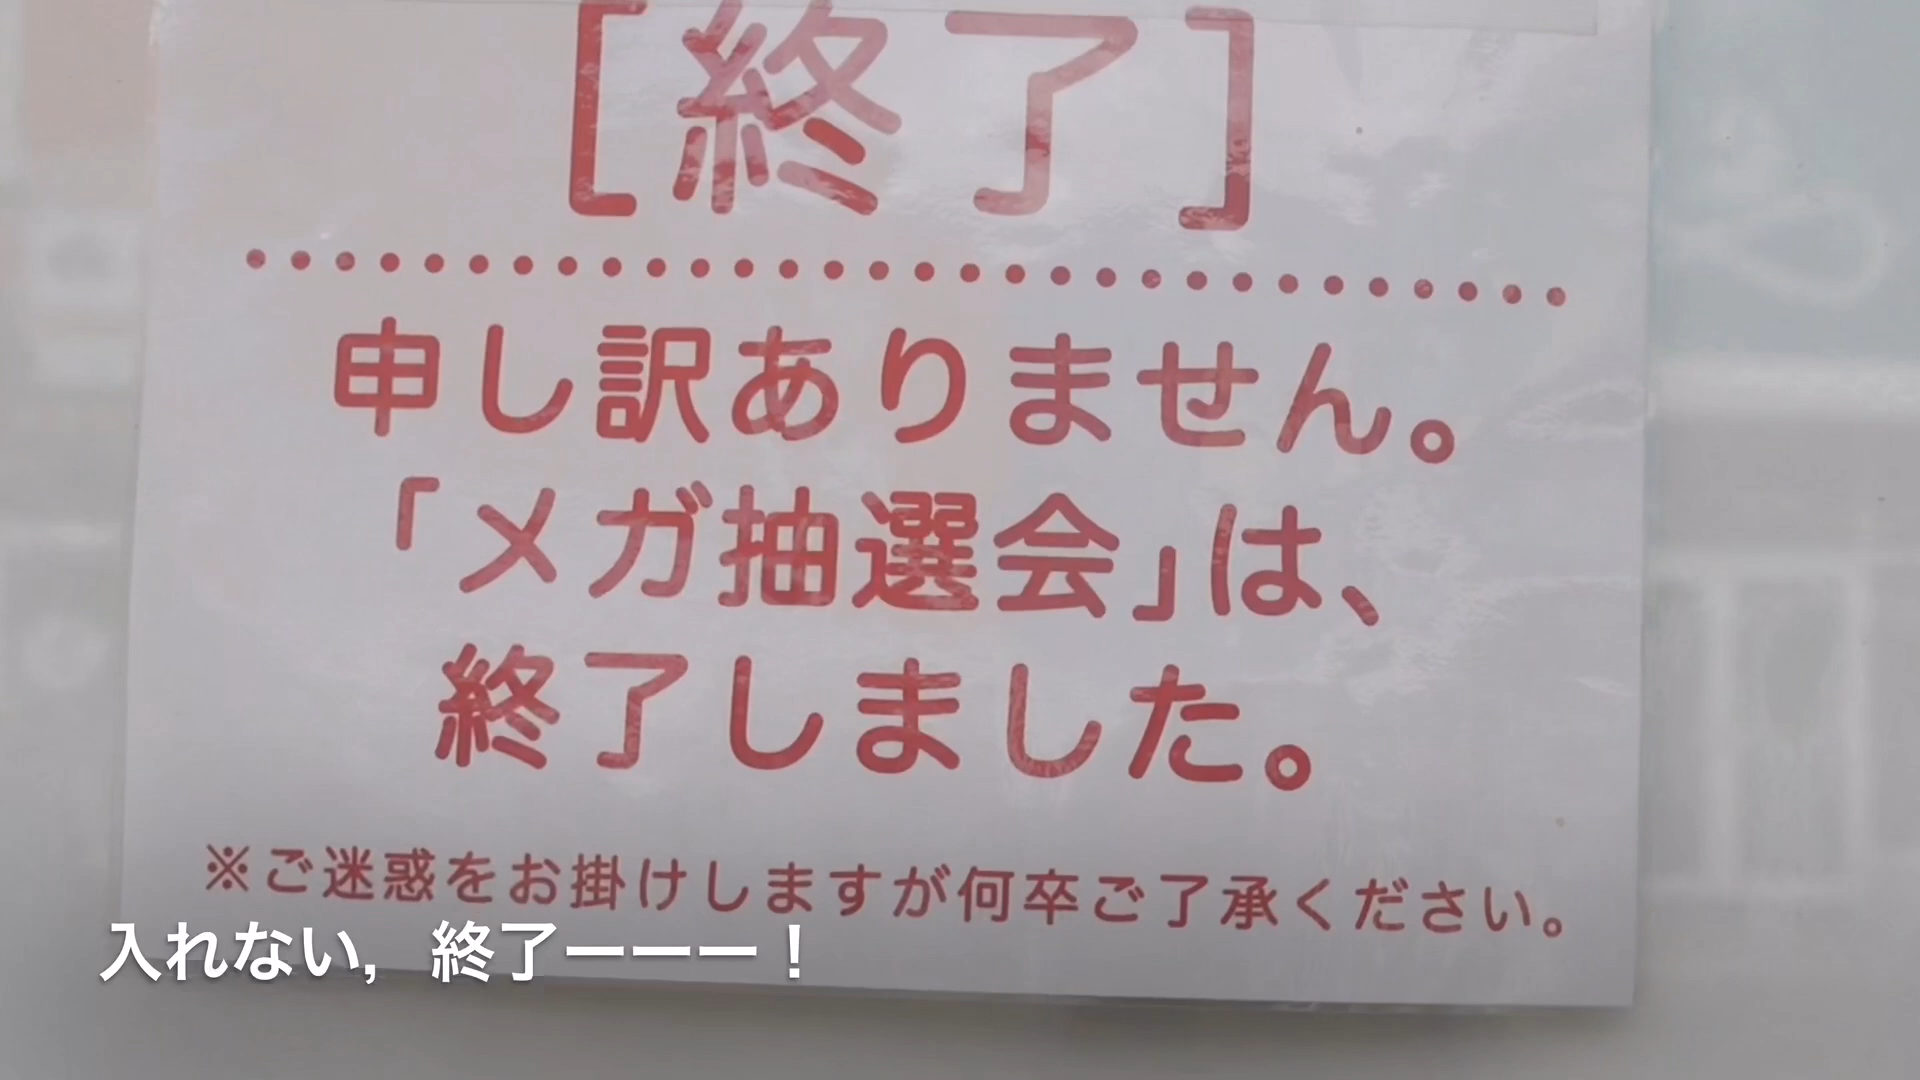 [終了]
申し訳ありません。
「メガ抽選会」は、
終了しました。
※ご迷惑をお掛けしますが何卒ご了承ください。
入れない,　終了ーーー！